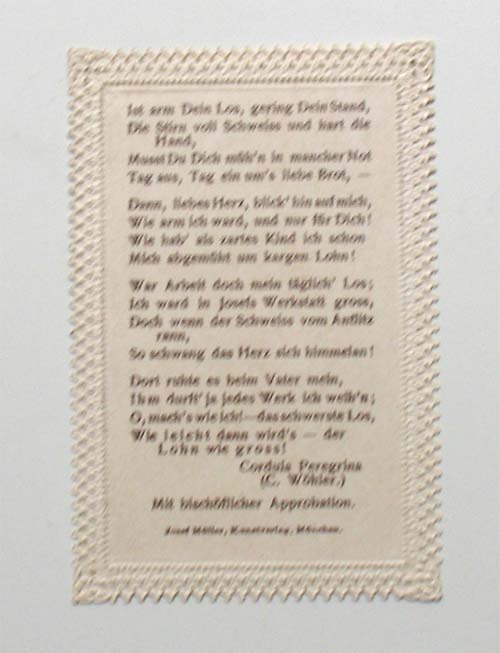 Ist arm Dein Los, gering Dein Stand,
Die Stirn voll Schweiss und hart die
Hand,
Musst Du Dich müh'n in mancher Not
Tag aus, Tag ein um's liebe Brot, —
Dann, liebes Herz, blick' hin auf mich,
Wie arm ich ward, und nur für Dich!
Wie hab' als zartes Kind ich schon
Mich abgemüht um kargen Lohn!
War Arbeit doch mein täglich' Los;
Ich ward in Josefs Werkstatt gross,
Doch wenn der Schweiss vom Antlitz
rann,
So schwang das Herz sich himmelan!
Dort ruhte es beim Vater mein,
Ihm durft' ja jedes Werk ich weih'n;
O, mach's wie ich! — das schwerste Los,
Wie leicht dann wird's — der
Lohn wie gross!
Cordula Peregrina
(C. Wöhler.)
Mit bischöflicher Approbation.
Josef Müller, Kunstverlag, München.